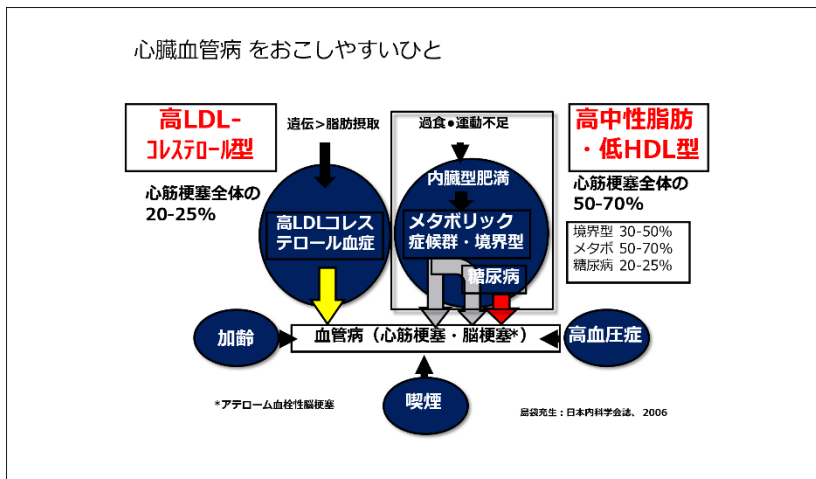 心臓血管病 をおこしやすいひと
高LDL-
ｺﾚｽﾃﾛｰﾙ型
心筋梗塞全体の
20-25%
遺伝>脂肪摂取
高LDLコレス
テロール血症
過食●運動不足
内臓型肥満
メタボリック
症候群・境界型
糖尿病
高中性脂肪
・低HDL型
心筋梗塞全体の
50-70%
境界型 30-50%
メタボ 50-70%
糖尿病 20-25%
加齢
血管病（心筋梗塞・脳梗塞*）
高血圧症
喫煙
*アテローム血栓性脳梗塞
島袋充生：日本内科学会誌、2006